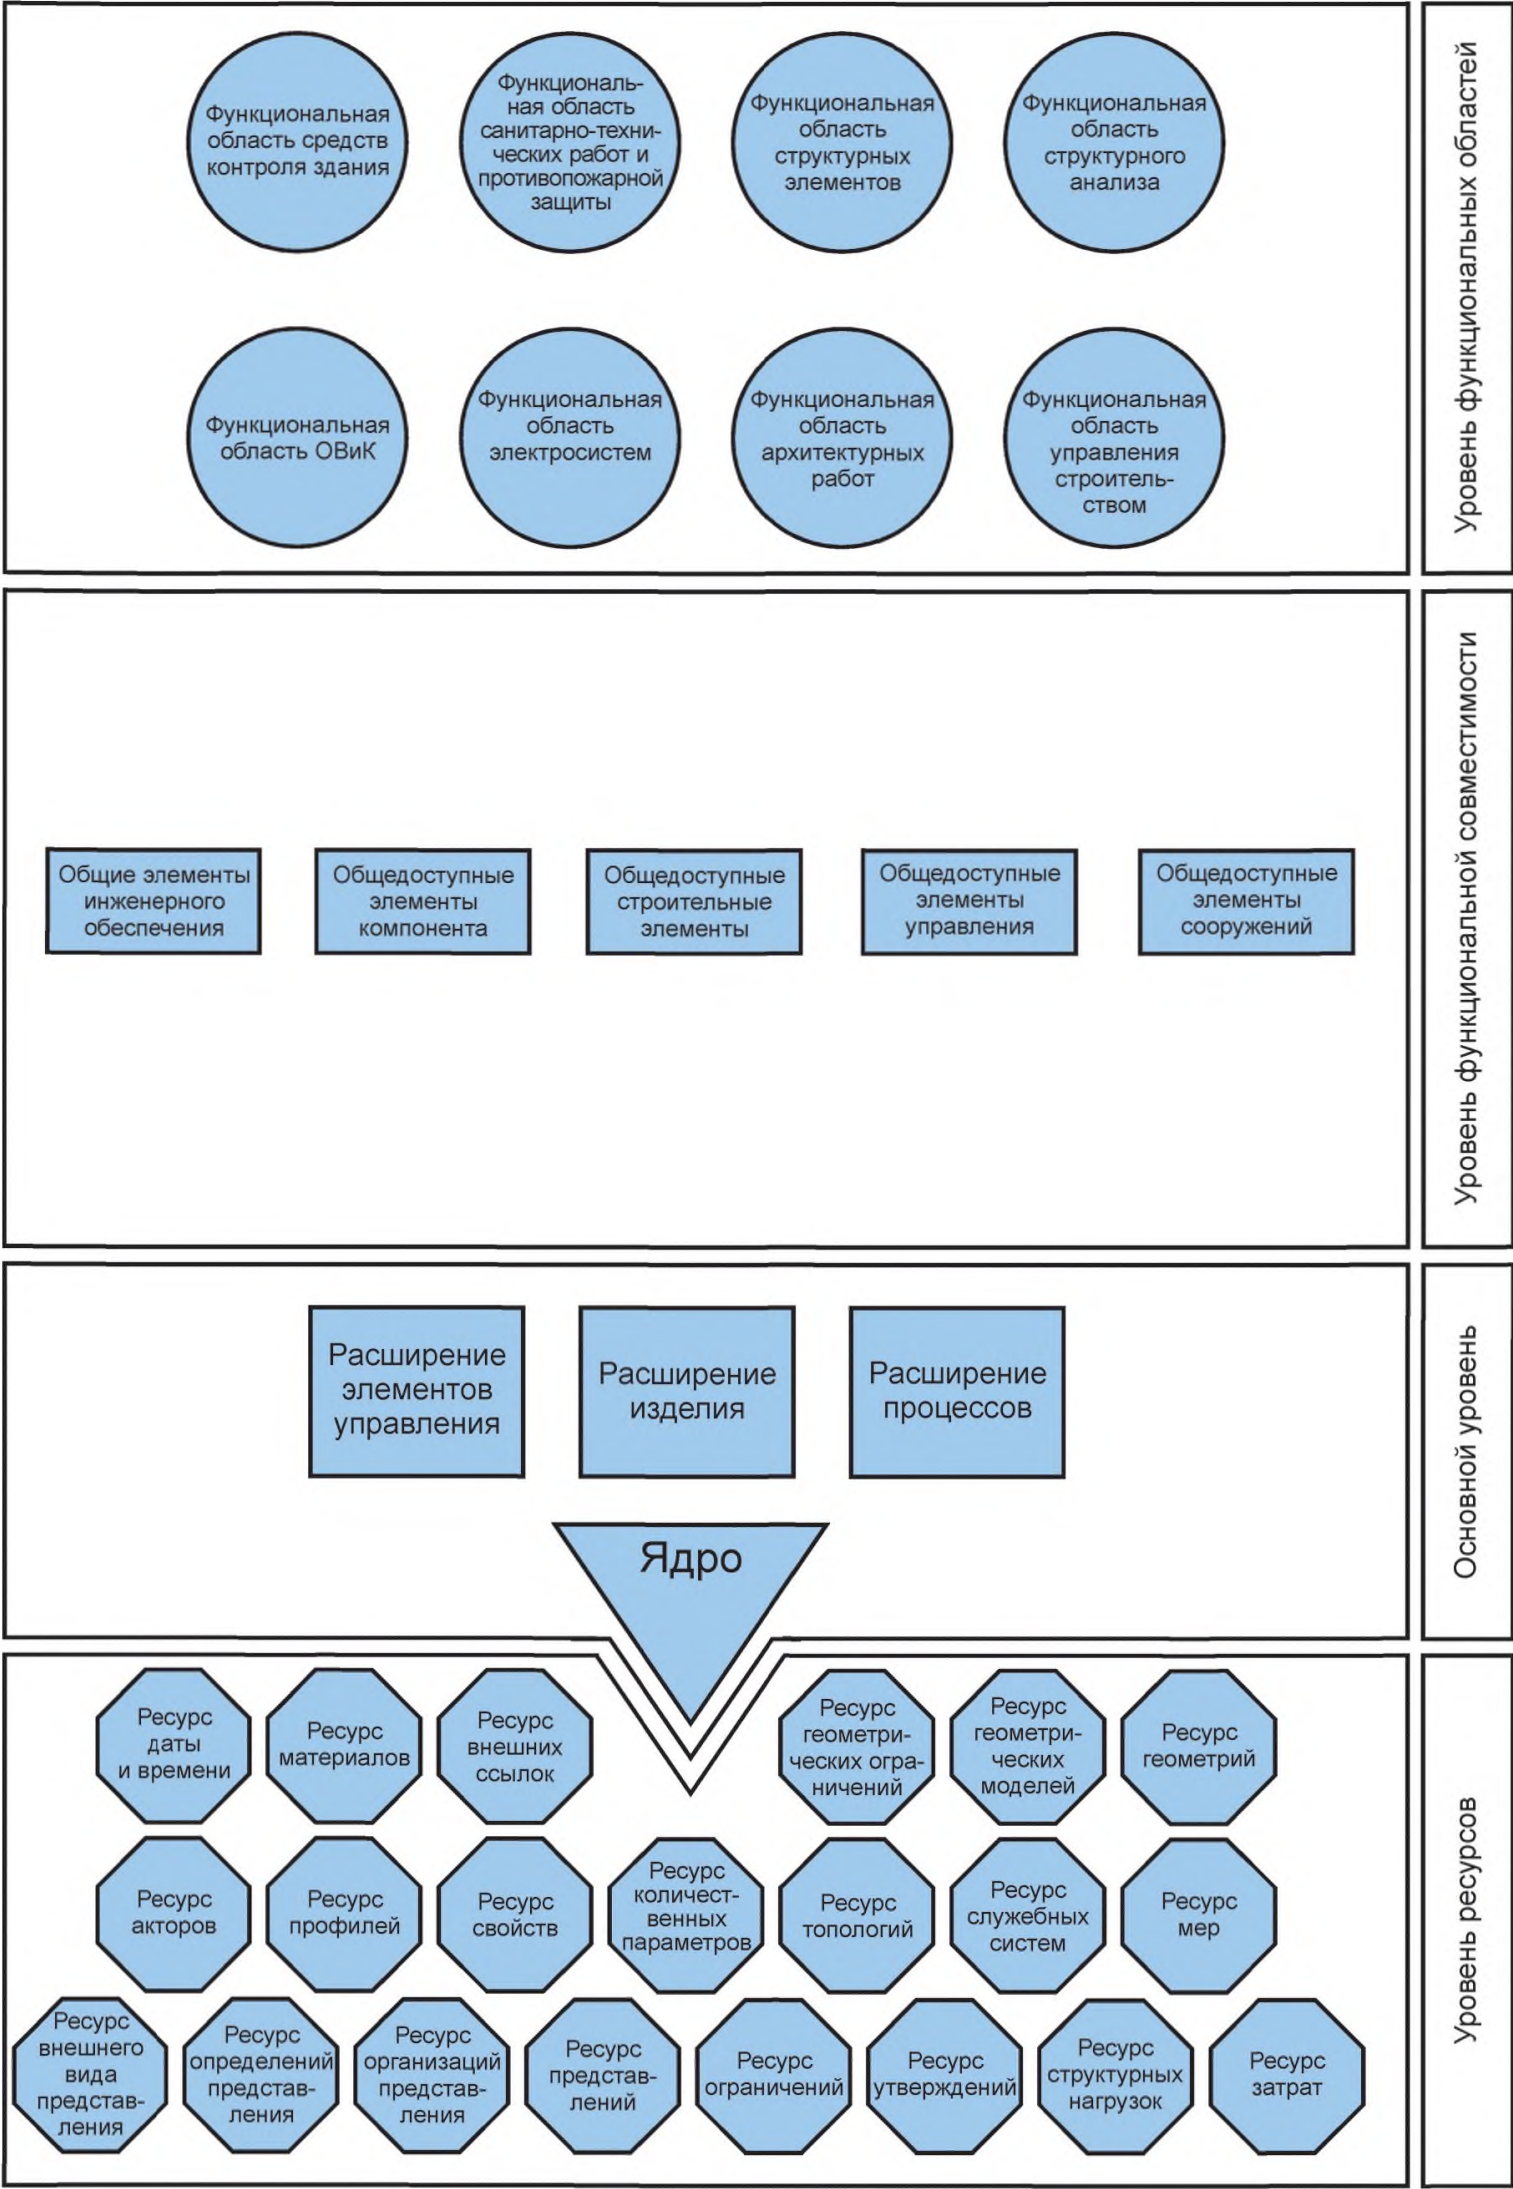 Функциональная
область средств
контроля здания
Функциональ-
ная область
санитарно-техни-
ческих работ и
противопожарной
защиты
Функциональная
область
структурных
элементов
Функциональная
область
структурного
анализа
Функциональная
область ОВиК
Функциональная
область
электросистем
Функциональная
область
архитектурных
работ
Функциональная
область
управления
строитель-
ством
Уровень функциональных областей
Общие элементы
инженерного
обеспечения
Общедоступные
элементы
компонента
Общедоступные
строительные
элементы
Общедоступные
элементы
управления
Общедоступные
элементы
сооружений
Уровень функциональной совместимости
Расширение
элементов
управления
Расширение
изделия
Расширение
процессов
Ядро
Основной уровень
Ресурс
даты
и времени
Ресурс
материалов
Ресурс
внешних
ссылок
Ресурс
геометри-
ческих огра-
ничений
Ресурс
геометри-
ческих
моделей
Ресурс
геометрий
Ресурс
акторов
Ресурс
профилей
Ресурс
свойств
Ресурс
количест-
венных
параметров
Ресурс
топологий
Ресурс
служебных
систем
Ресурс
мер
Ресурс
внешнего
вида
представ-
ления
Ресурс
определений
представ-
ления
Ресурс
организаций
представ-
ления
Ресурс
представ-
лений
Ресурс
ограничений
Ресурс
утверждений
Ресурс
структурных
нагрузок
Ресурс
затрат
Уровень ресурсов